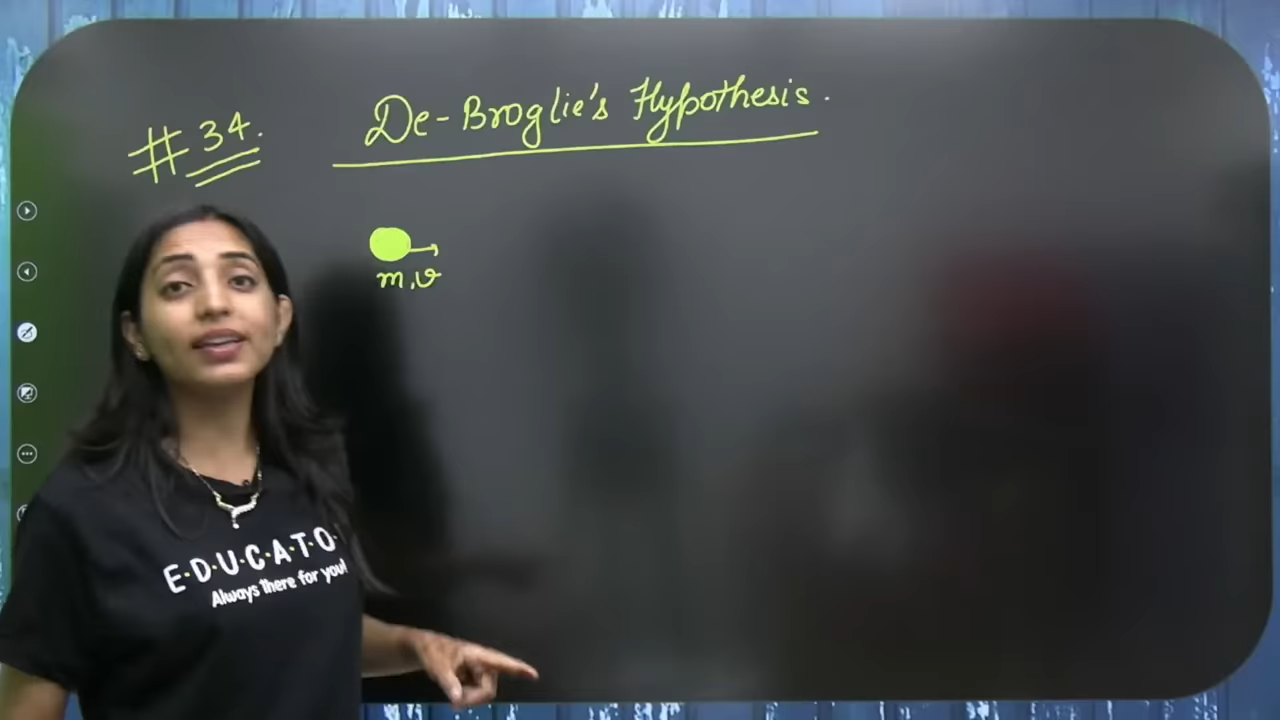 # 34.
De-Broglie's Hypothesis.
m,v
E·D·U·C·A·T·O
Always There for you!